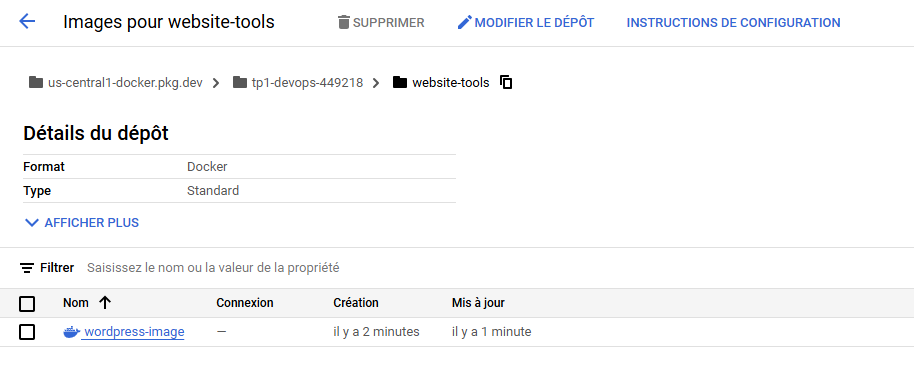 Images pour website-tools SUPPRIMER MODIFIER LE DÉPÔT INSTRUCTIONS DE CONFIGURATION
us-central1-docker.pkg.dev tp1-devops-449218 website-tools
Détails du dépôt
Format Docker
Type Standard
AFFICHER PLUS
Filtrer Saisissez le nom ou la valeur de la propriété
Nom Connexion Création Mis à jour
wordpress-image — il y a 2 minutes il y a 1 minute